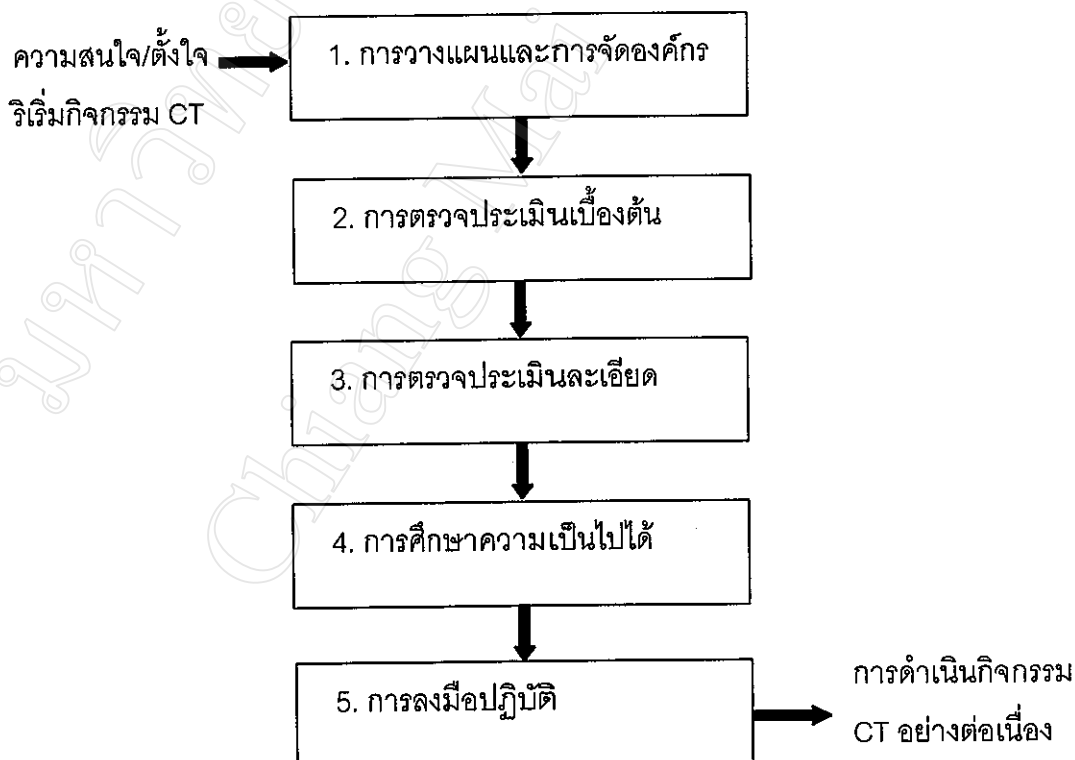 ความสนใจ/ตั้งใจ
ริเริ่มกิจกรรม CT
1. การวางแผนและการจัดองค์กร
2. การตรวจประเมินเบื้องต้น
3. การตรวจประเมินละเอียด
4. การศึกษาความเป็นไปได้
5. การลงมือปฏิบัติ
การดำเนินกิจกรรม
CT อย่างต่อเนื่อง
Chiang Mai